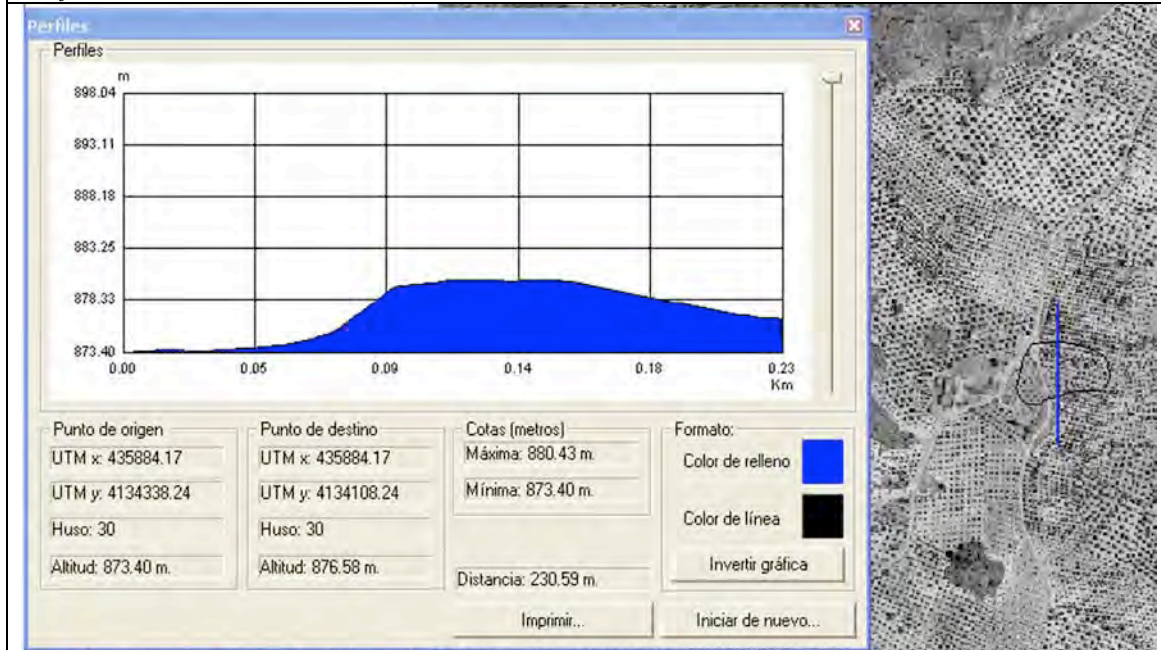 Perfiles
Perfiles
m
898.04
893.11
888.18
883.25
878.33
873.40
0.00 0.05 0.09 0.14 0.18 0.23
Km
Punto de origen
UTM x: 435884.17
UTM y: 4134338.24
Huso: 30
Altitud: 873.40 m.
Punto de destino
UTM x: 435884.17
UTM y: 4134108.24
Huso: 30
Altitud: 876.58 m.
Cotas (metros)
Máxima: 880.43 m.
Mínima: 873.40 m.
Distancia: 230.59 m.
Formato:
Color de relleno
Color de línea
Invertir gráfica
Imprimir...
Iniciar de nuevo...